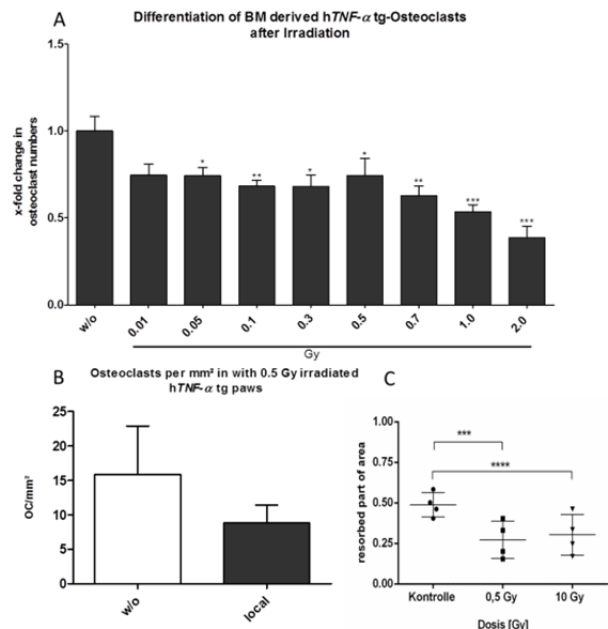 A
Differentiation of BM derived hTNF-α tg-Osteoclasts
after Irradiation
x-fold change in
osteoclast numbers
1.5
1.0
0.5
0.0
*
**
*
*
**
***
***
w/o
0.01
0.05
0.1
0.3
0.5
0.7
1.0
2.0
Gy
B
Osteoclasts per mm² in with 0.5 Gy irradiated
hTNF-α tg paws
OC/mm²
25
20
15
10
5
0
w/o
local
C
resorbed part of area
1.00
0.75
0.50
0.25
0.00
***
****
Kontrolle
0,5 Gy
10 Gy
Dosis [Gy]